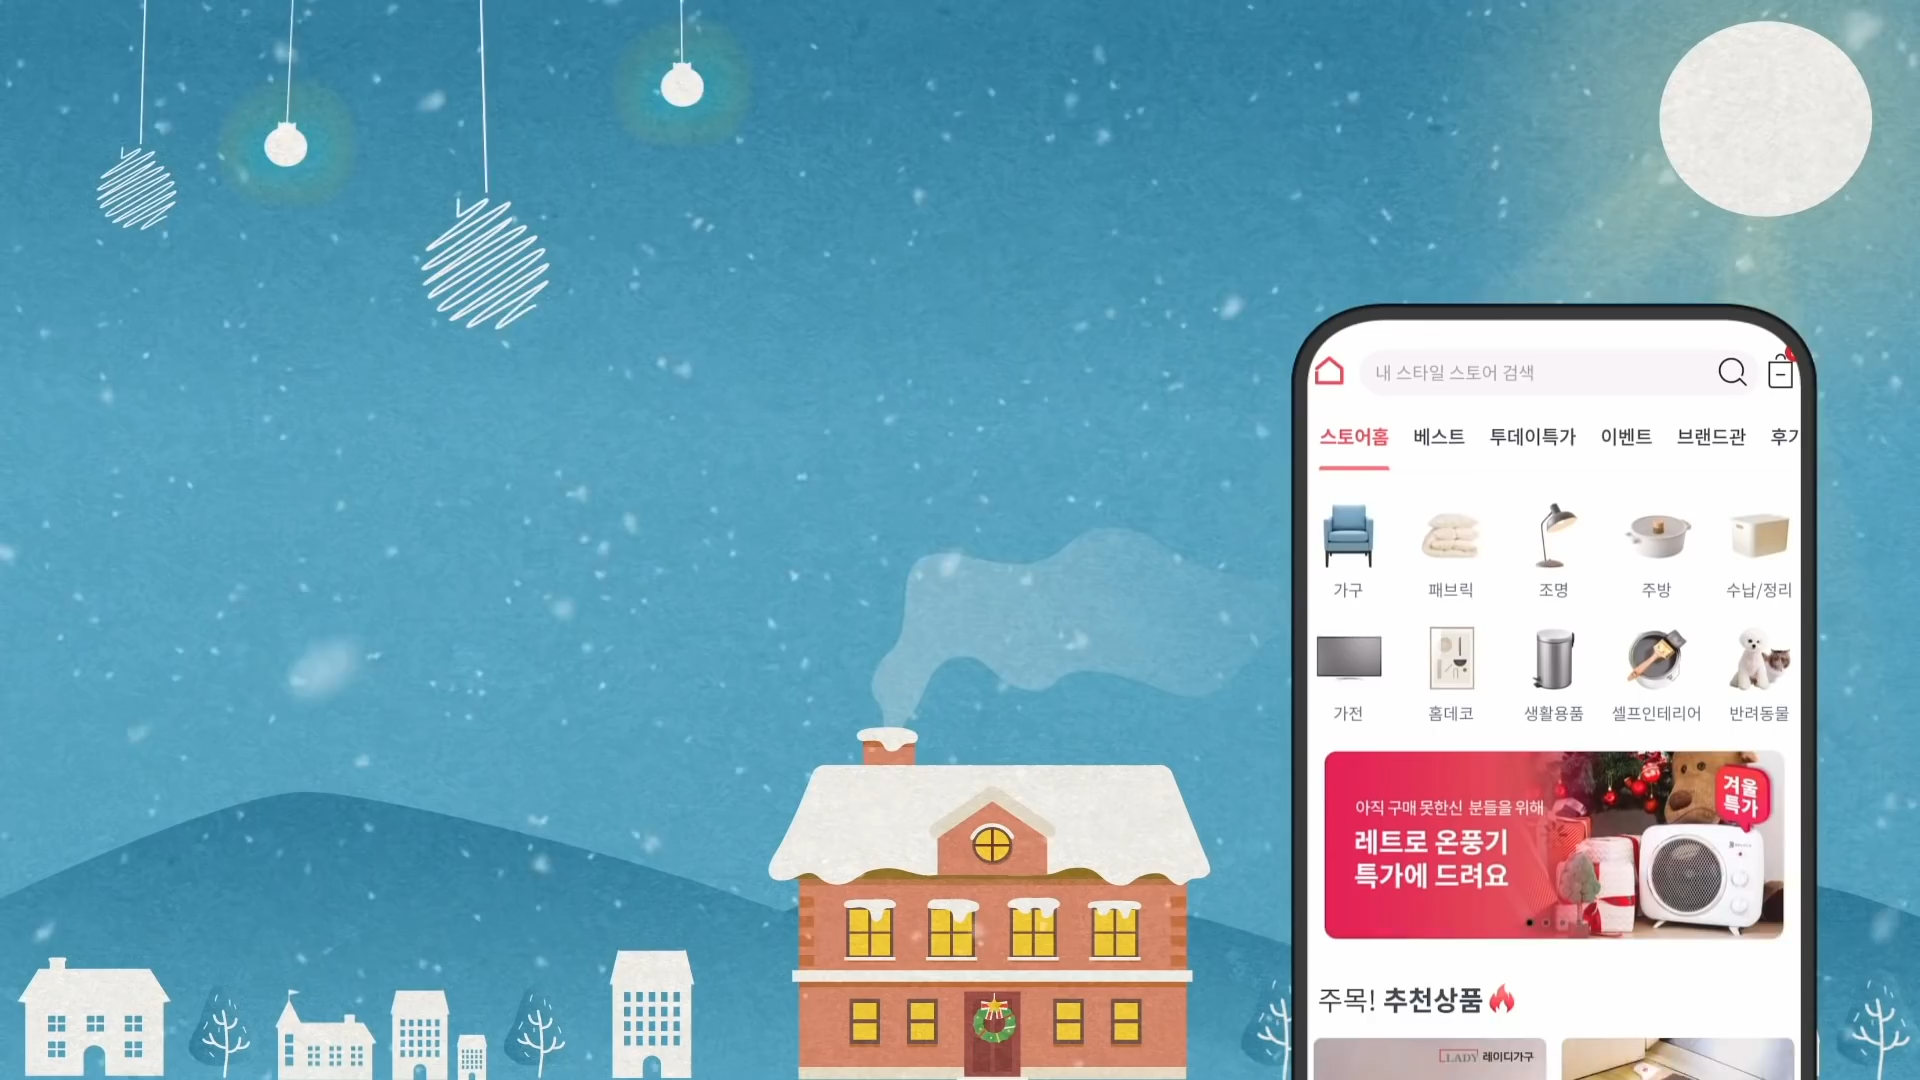 내 스타일 스토어 검색
스토어홈 베스트 투데이특가 이벤트 브랜드관 후기
가구 패브릭 조명 주방 수납/정리
가전 홈데코 생활용품 셀프인테리어 반려동물
아직 구매 못한신 분들을 위해
레트로 온풍기
특가에 드려요
겨울
특가
주목! 추천상품
LADY 레이디가구